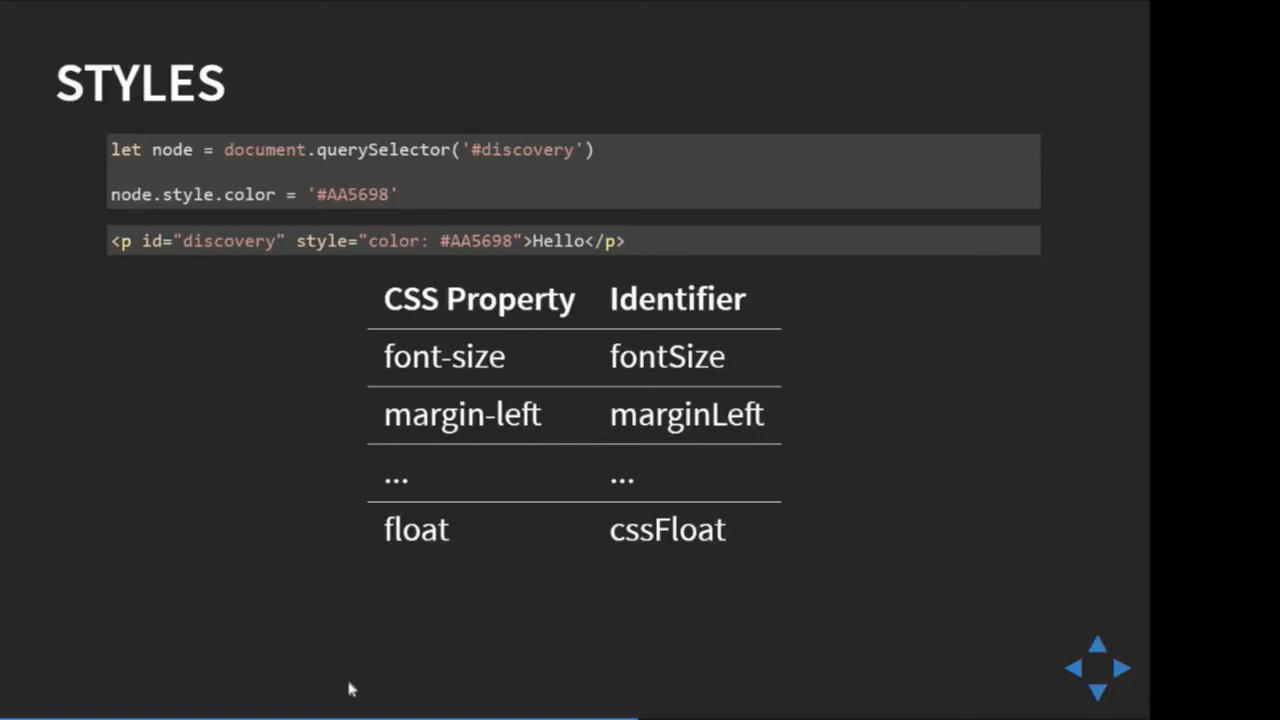 STYLES
let node = document.querySelector('#discovery')
node.style.color = '#AA5698'
<p id="discovery" style="color: #AA5698">Hello</p>
CSS Property Identifier
font-size fontSize
margin-left marginLeft
... ...
float cssFloat